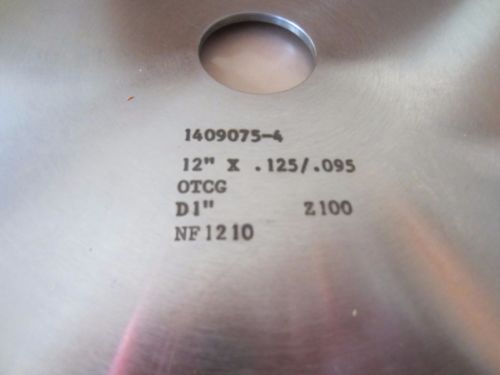 1409075-4
12" X .125/.095
OTCG
D1" Z100
NF1210